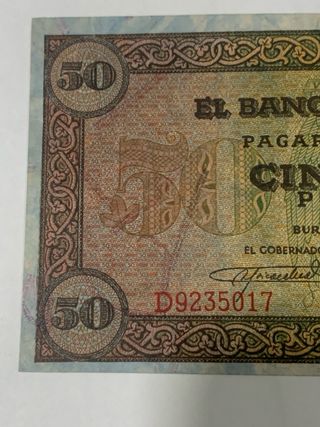 50
EL BANC
PAGAR
50
CIN
P
BUR
EL GOBERNADO
D9235017
50